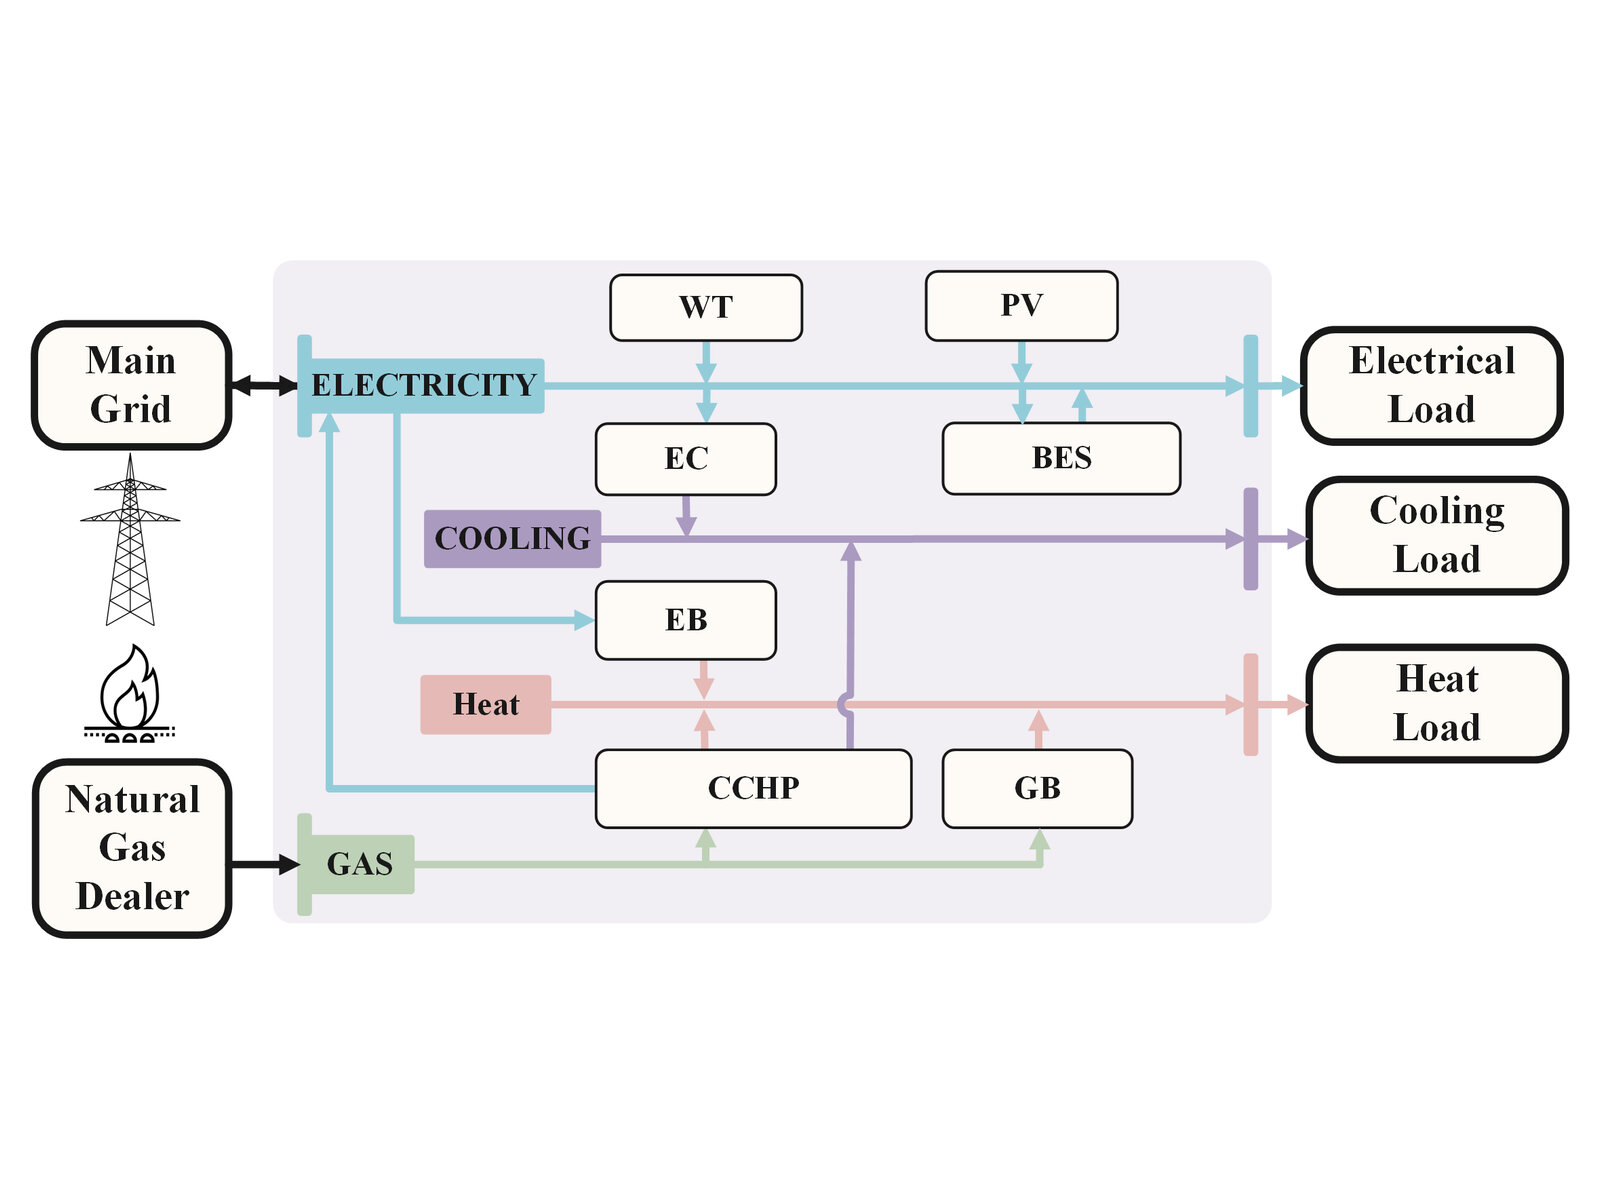 WT
PV
Main
Grid
ELECTRICITY
Electrical
Load
EC
BES
COOLING
Cooling
Load
EB
Heat
Heat
Load
CCHP
GB
Natural
Gas
Dealer
GAS